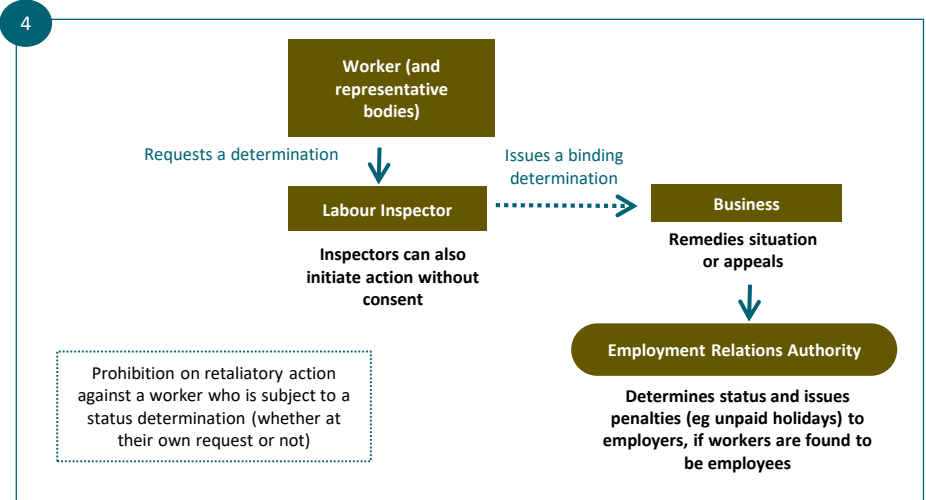 4
Worker (and
representative
bodies)
Requests a determination
Issues a binding
determination
Labour Inspector
Business
Inspectors can also
initiate action without
consent
Remedies situation
or appeals
Employment Relations Authority
Prohibition on retaliatory action
against a worker who is subject to a
status determination (whether at
their own request or not)
Determines status and issues
penalties (eg unpaid holidays) to
employers, if workers are found to
be employees